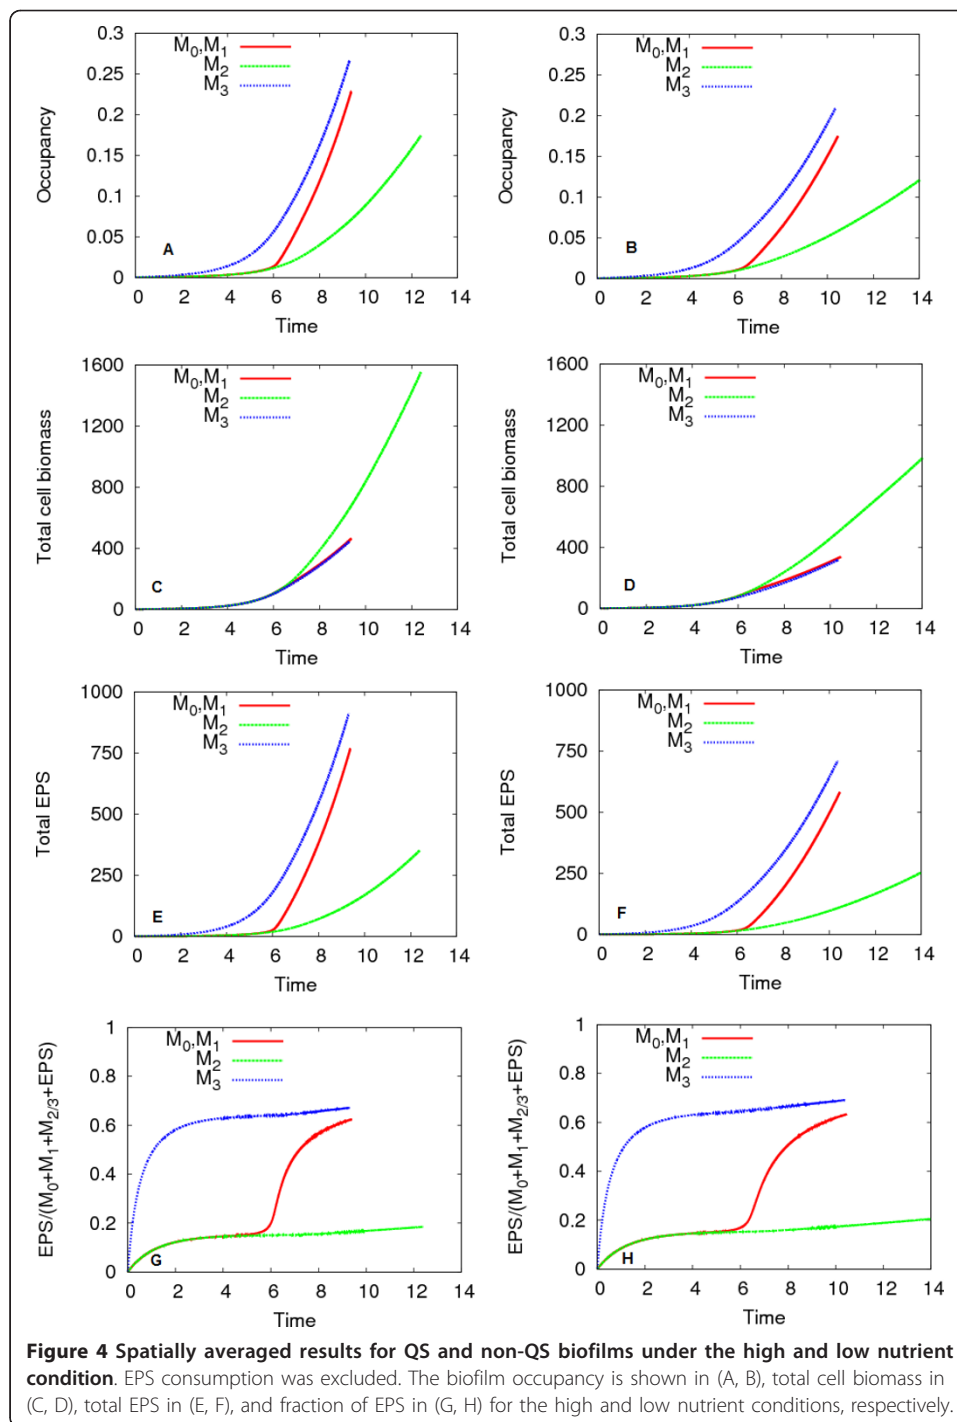 0.3
0.25
0.2
0.15
0.1
0.05
0
Occupancy
M0,M1
M2
M3
A
0 2 4 6 8 10 12 14
Time
0.3
0.25
0.2
0.15
0.1
0.05
0
Occupancy
M0,M1
M2
M3
B
0 2 4 6 8 10 12 14
Time
1600
1200
800
400
0
Total cell biomass
M0,M1
M2
M3
C
0 2 4 6 8 10 12 14
Time
1600
1200
800
400
0
Total cell biomass
M0,M1
M2
M3
D
0 2 4 6 8 10 12 14
Time
1000
750
500
250
0
Total EPS
M0,M1
M2
M3
E
0 2 4 6 8 10 12 14
Time
1000
750
500
250
0
Total EPS
M0,M1
M2
M3
F
0 2 4 6 8 10 12 14
Time
1
0.8
0.6
0.4
0.2
0
EPS/(M0+M1+M2/3+EPS)
M0,M1
M2
M3
G
0 2 4 6 8 10 12 14
Time
1
0.8
0.6
0.4
0.2
0
EPS/(M0+M1+M2/3+EPS)
M0,M1
M2
M3
H
0 2 4 6 8 10 12 14
Time
Figure 4 Spatially averaged results for QS and non-QS biofilms under the high and low nutrient
condition. EPS consumption was excluded. The biofilm occupancy is shown in (A, B), total cell biomass in
(C, D), total EPS in (E, F), and fraction of EPS in (G, H) for the high and low nutrient conditions, respectively.